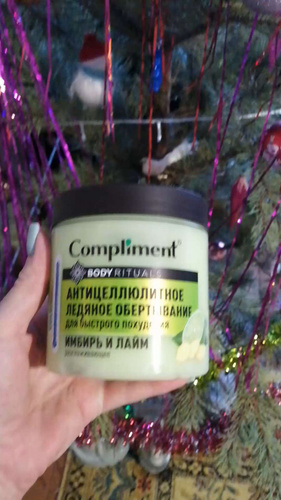 Compliment
BODY RITUALS
АНТИЦЕЛЛЮЛИТНОЕ
ЛЕДЯНОЕ ОБЕРТЫВАНИЕ
для быстрого похудения
ИМБИРЬ И ЛАЙМ